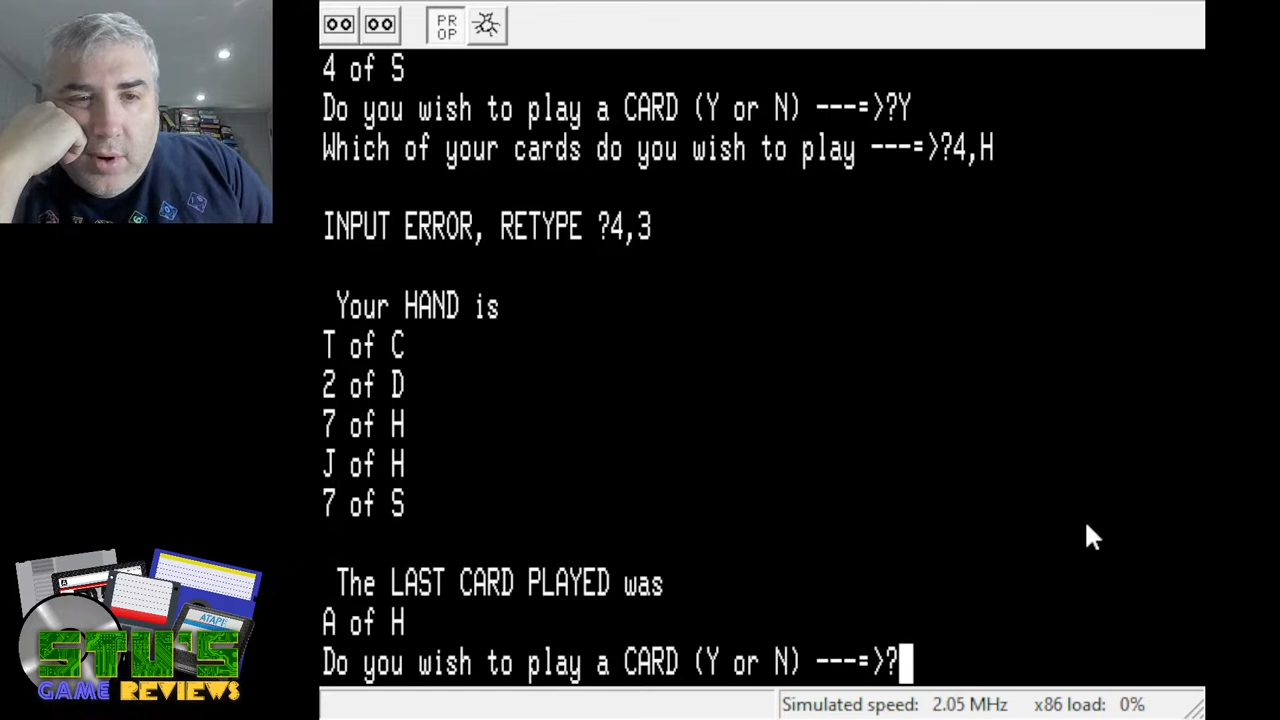 PR
OP
4 of S
Do you wish to play a CARD (Y or N) ---=>?Y
Which of your cards do you wish to play ---=>?4,H
INPUT ERROR, RETYPE ?4,3
Your HAND is
T of C
2 of D
7 of H
J of H
7 of S
The LAST CARD PLAYED was
A of H
Do you wish to play a CARD (Y or N) ---=>?
ATARI
STU'S
GAME REVIEWS
Simulated speed: 2.05 MHz x86 load: 0%